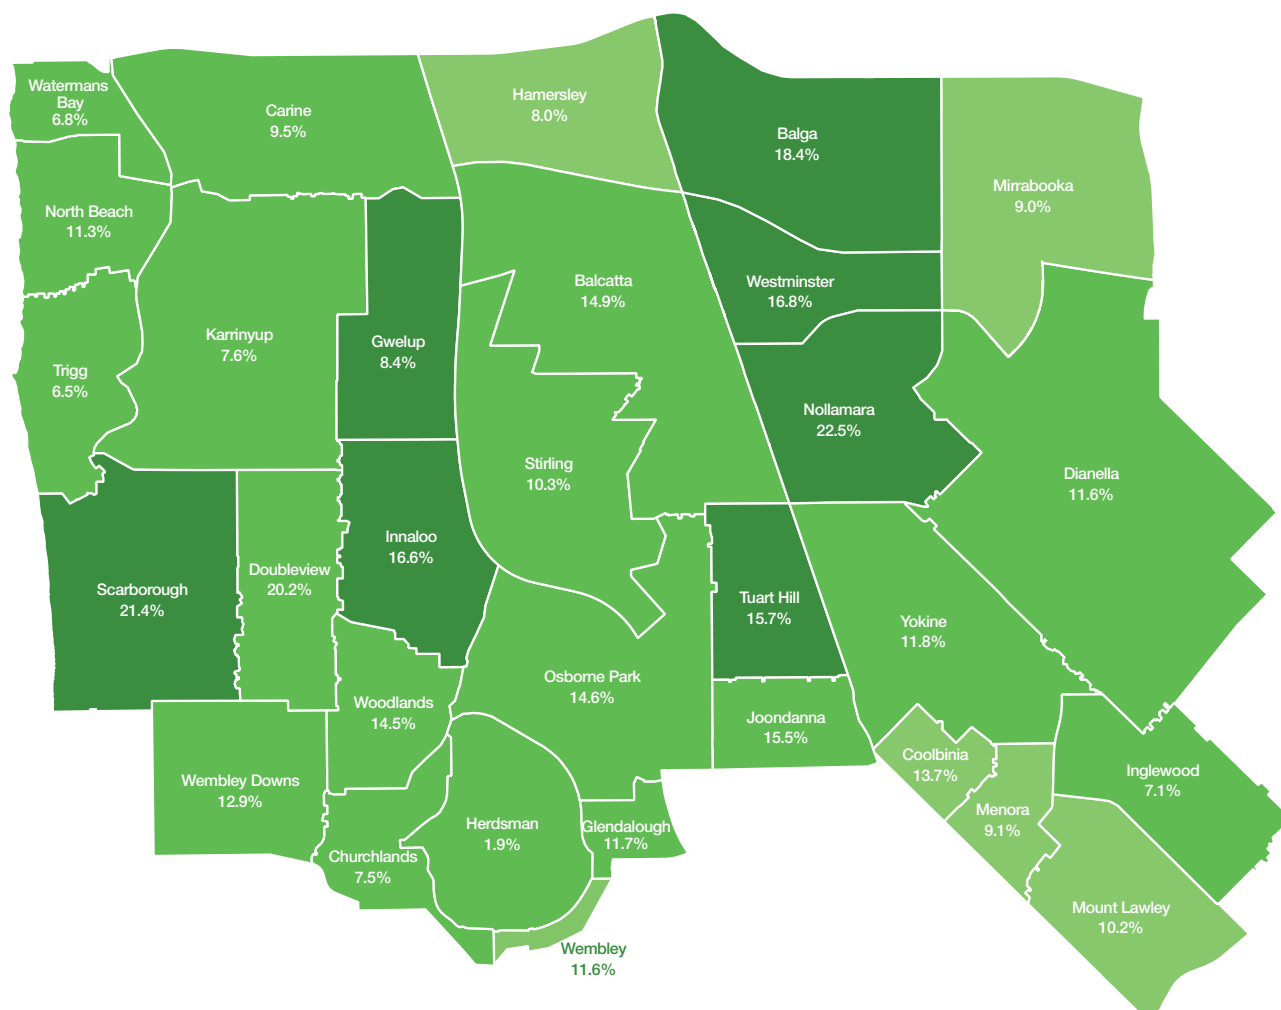 Watermans
Bay
6.8%
Carine
9.5%
Hamersley
8.0%
Balga
18.4%
Mirrabooka
9.0%
North Beach
11.3%
Balcatta
14.9%
Westminster
16.8%
Karrinyup
7.6%
Gwelup
8.4%
Trigg
6.5%
Nollamara
22.5%
Stirling
10.3%
Dianella
11.6%
Innaloo
16.6%
Doubleview
20.2%
Scarborough
21.4%
Tuart Hill
15.7%
Yokine
11.8%
Osborne Park
14.6%
Woodlands
14.5%
Joondanna
15.5%
Coolbinia
13.7%
Wembley Downs
12.9%
Inglewood
7.1%
Menora
9.1%
Herdsman
1.9%
Glendalough
11.7%
Churchlands
7.5%
Mount Lawley
10.2%
Wembley
11.6%